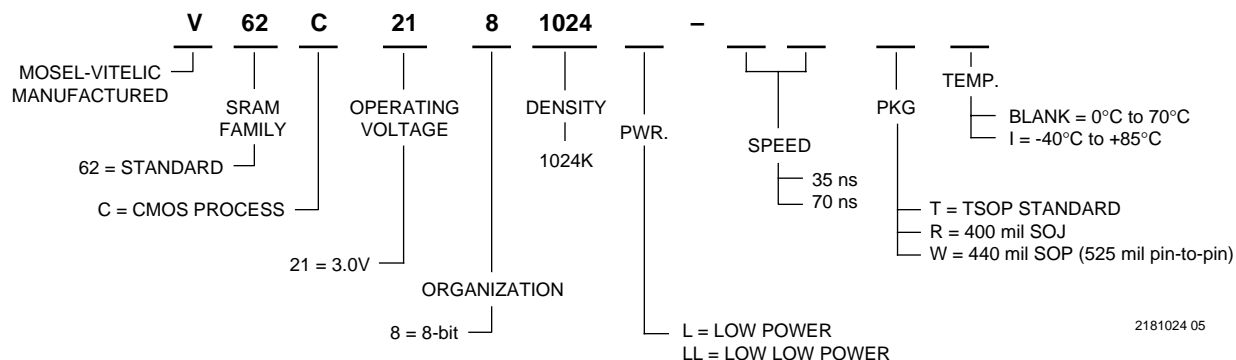 V 62 C 21 8 1024 –
MOSEL-VITELIC
MANUFACTURED
SRAM
FAMILY
62 = STANDARD
C = CMOS PROCESS
OPERATING
VOLTAGE
21 = 3.0V
ORGANIZATION
8 = 8-bit
DENSITY
1024K
PWR.
L = LOW POWER
LL = LOW LOW POWER
SPEED
35 ns
70 ns
PKG
T = TSOP STANDARD
R = 400 mil SOJ
W = 440 mil SOP (525 mil pin-to-pin)
TEMP.
BLANK = 0°C to 70°C
I = -40°C to +85°C
2181024 05